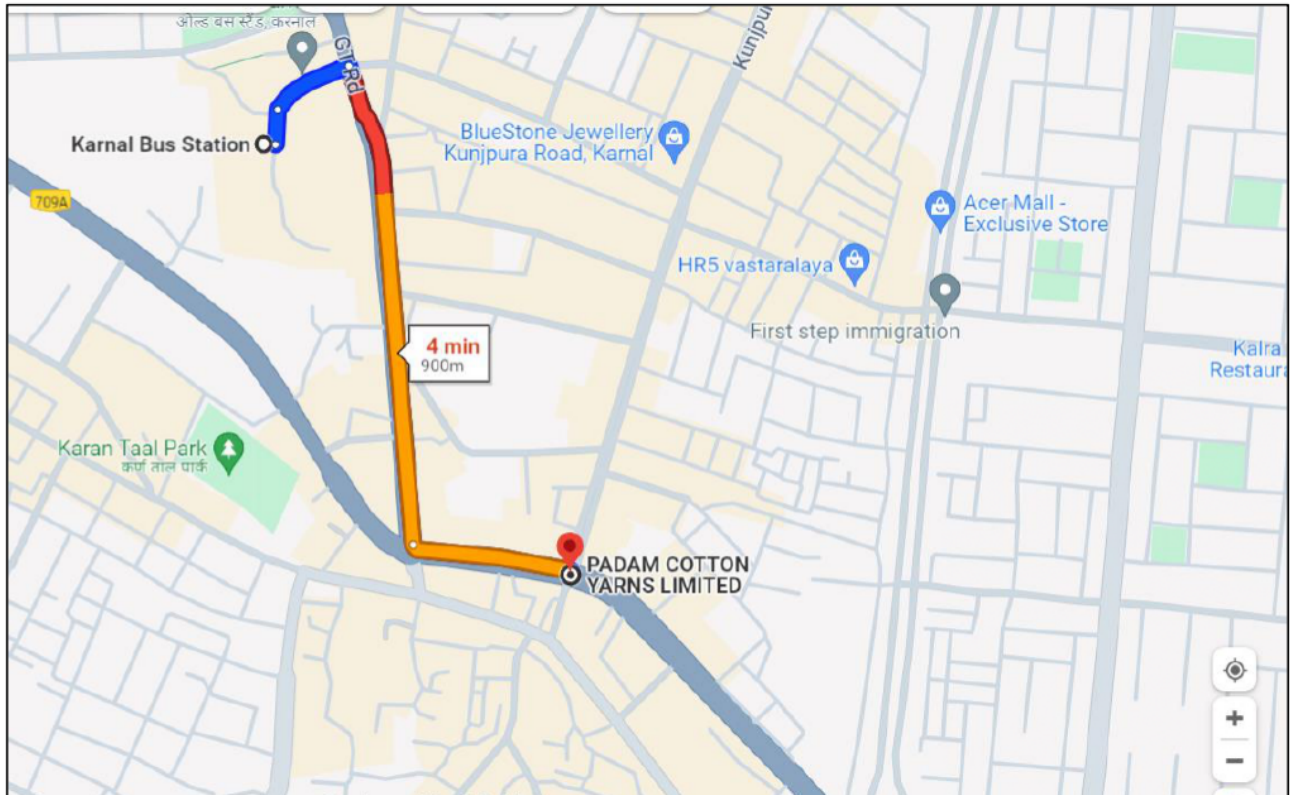 ओल्ड बस स्टैंड, करनाल
GT Rd
Kunjpur
Karnal Bus Station
BlueStone Jewellery
Kunjpura Road, Karnal
709A
Acer Mall -
Exclusive Store
HR5 vastaralaya
First step immigration
4 min
900m
Kalra
Restaura
Karan Taal Park
कर्ण ताल पार्क
PADAM COTTON
YARNS LIMITED